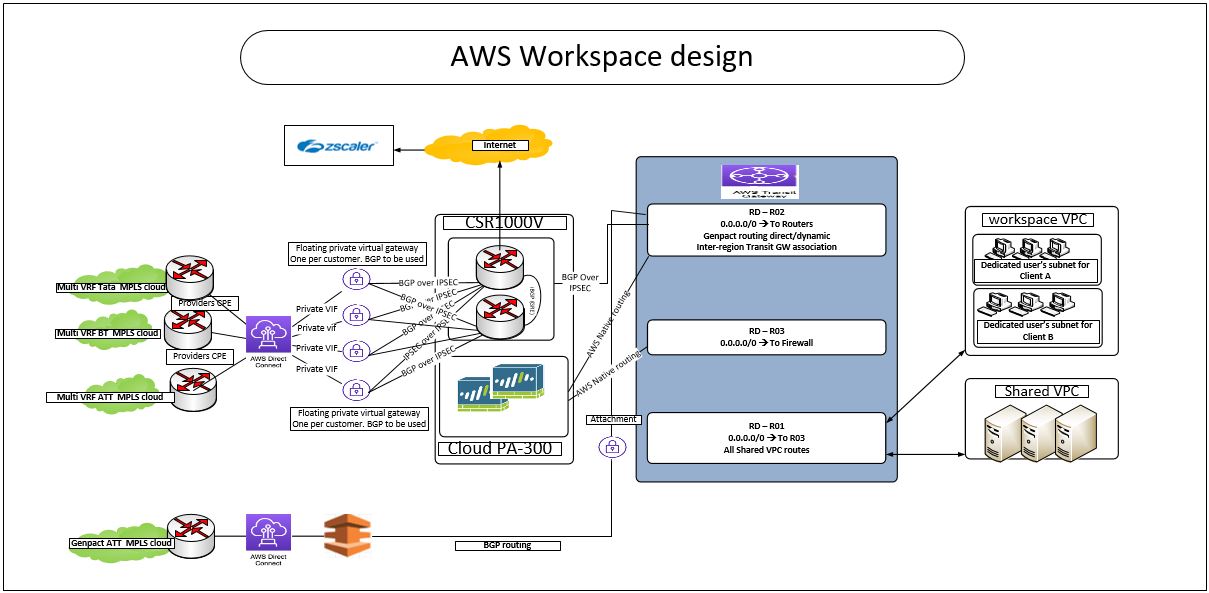 AWS Workspace design
zscaler
Internet
AWS Transit
Gateway
RD – R02
0.0.0.0/0 → To Routers
Genpact routing direct/dynamic
Inter-region Transit GW association
CSR1000V
workspace VPC
Dedicated user's subnet for
Client A
Dedicated user's subnet for
Client B
Floating private virtual gateway
One per customer. BGP to be used
BGP over IPSEC
BGP over IPSEC
BGP over IPSEC
BGP over
IPSEC over IPSEC
BGP over IPSEC
BGP Over
IPSEC
Multi VRF Tata MPLS cloud
Providers CPE
Multi VRF BT MPLS cloud
Providers CPE
Multi VRF ATT MPLS cloud
AWS Direct
Connect
Private VIF
Private vif
Private VIF
Private VIF
AWS Native routing
AWS Native routing
RD – R03
0.0.0.0/0 → To Firewall
Floating private virtual gateway
One per customer. BGP to be used
Cloud PA-300
Attachment
RD – R01
0.0.0.0/0 → To R03
All Shared VPC routes
Shared VPC
Genpact ATT MPLS cloud
AWS Direct
Connect
BGP routing